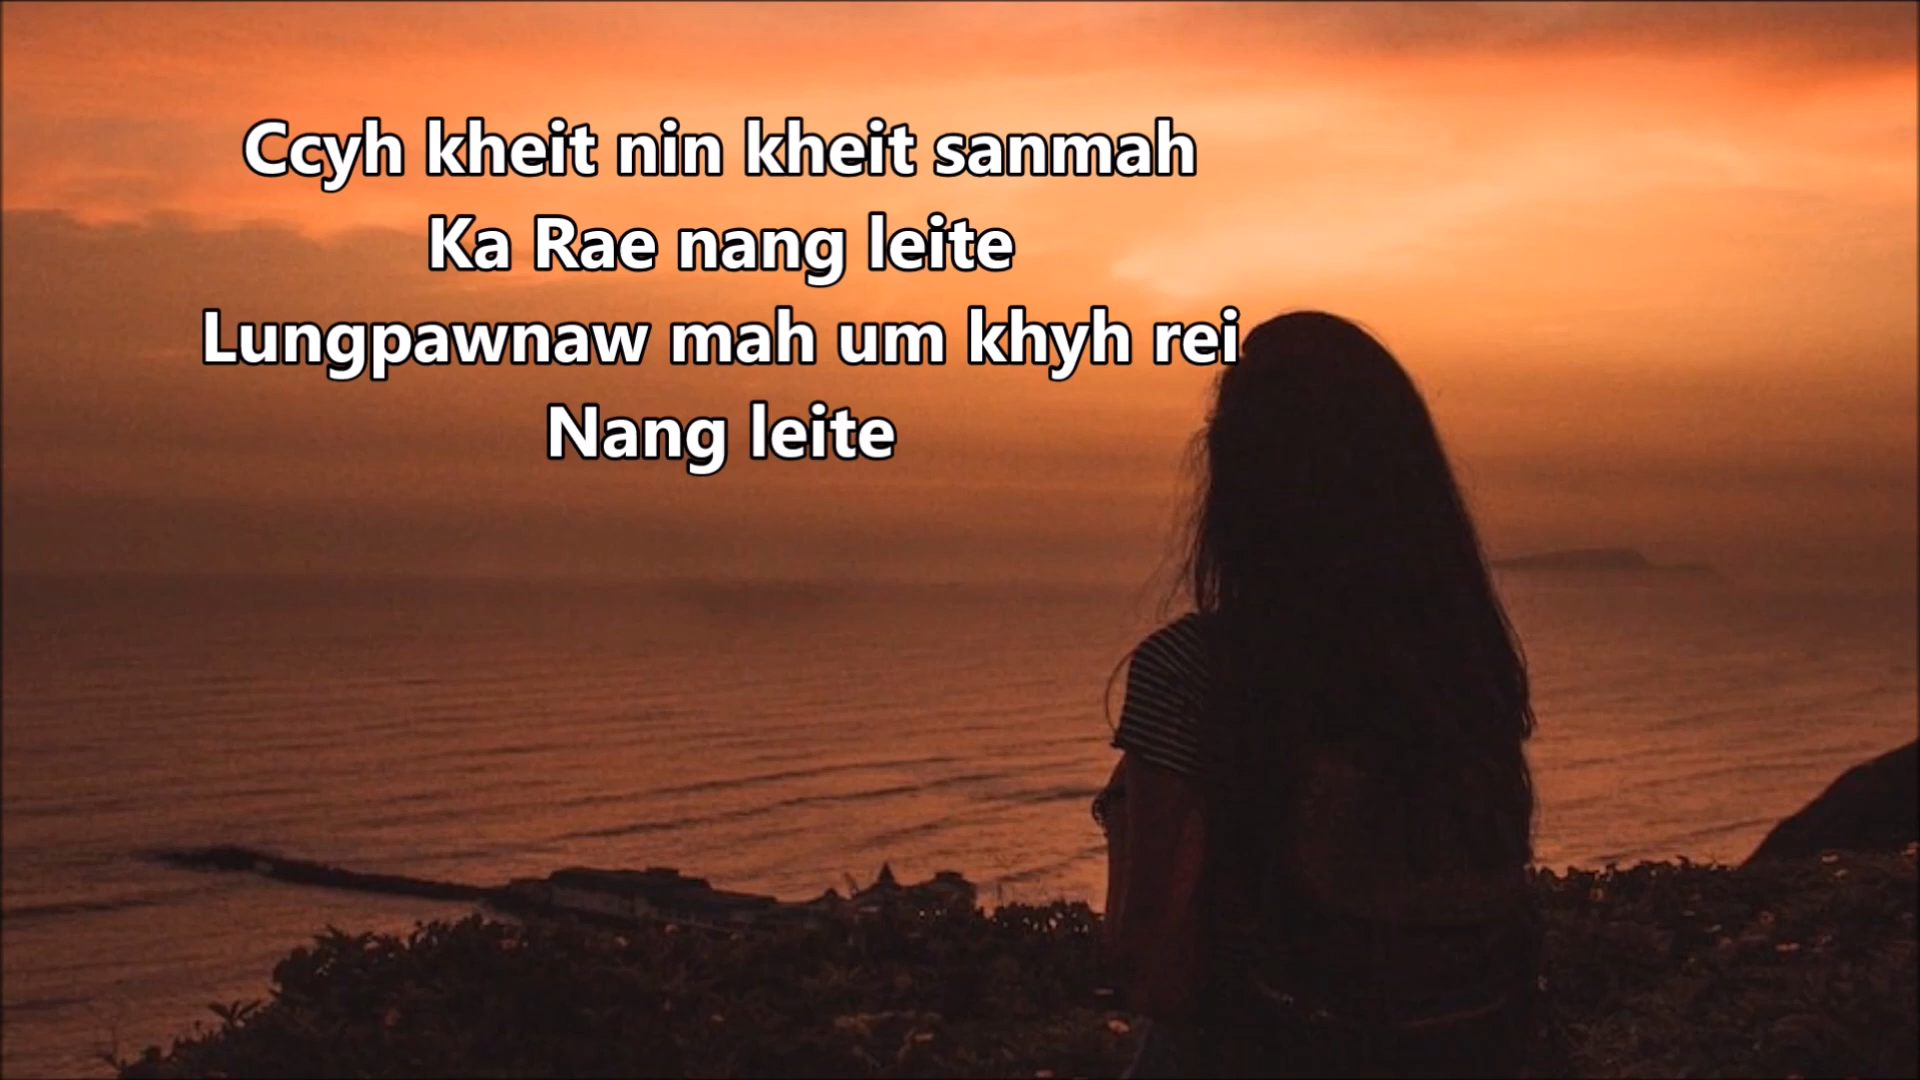 Ccyh kheit nin kheit sanmah
Ka Rae nang leite
Lungpawnaw mah um khyh rei
Nang leite